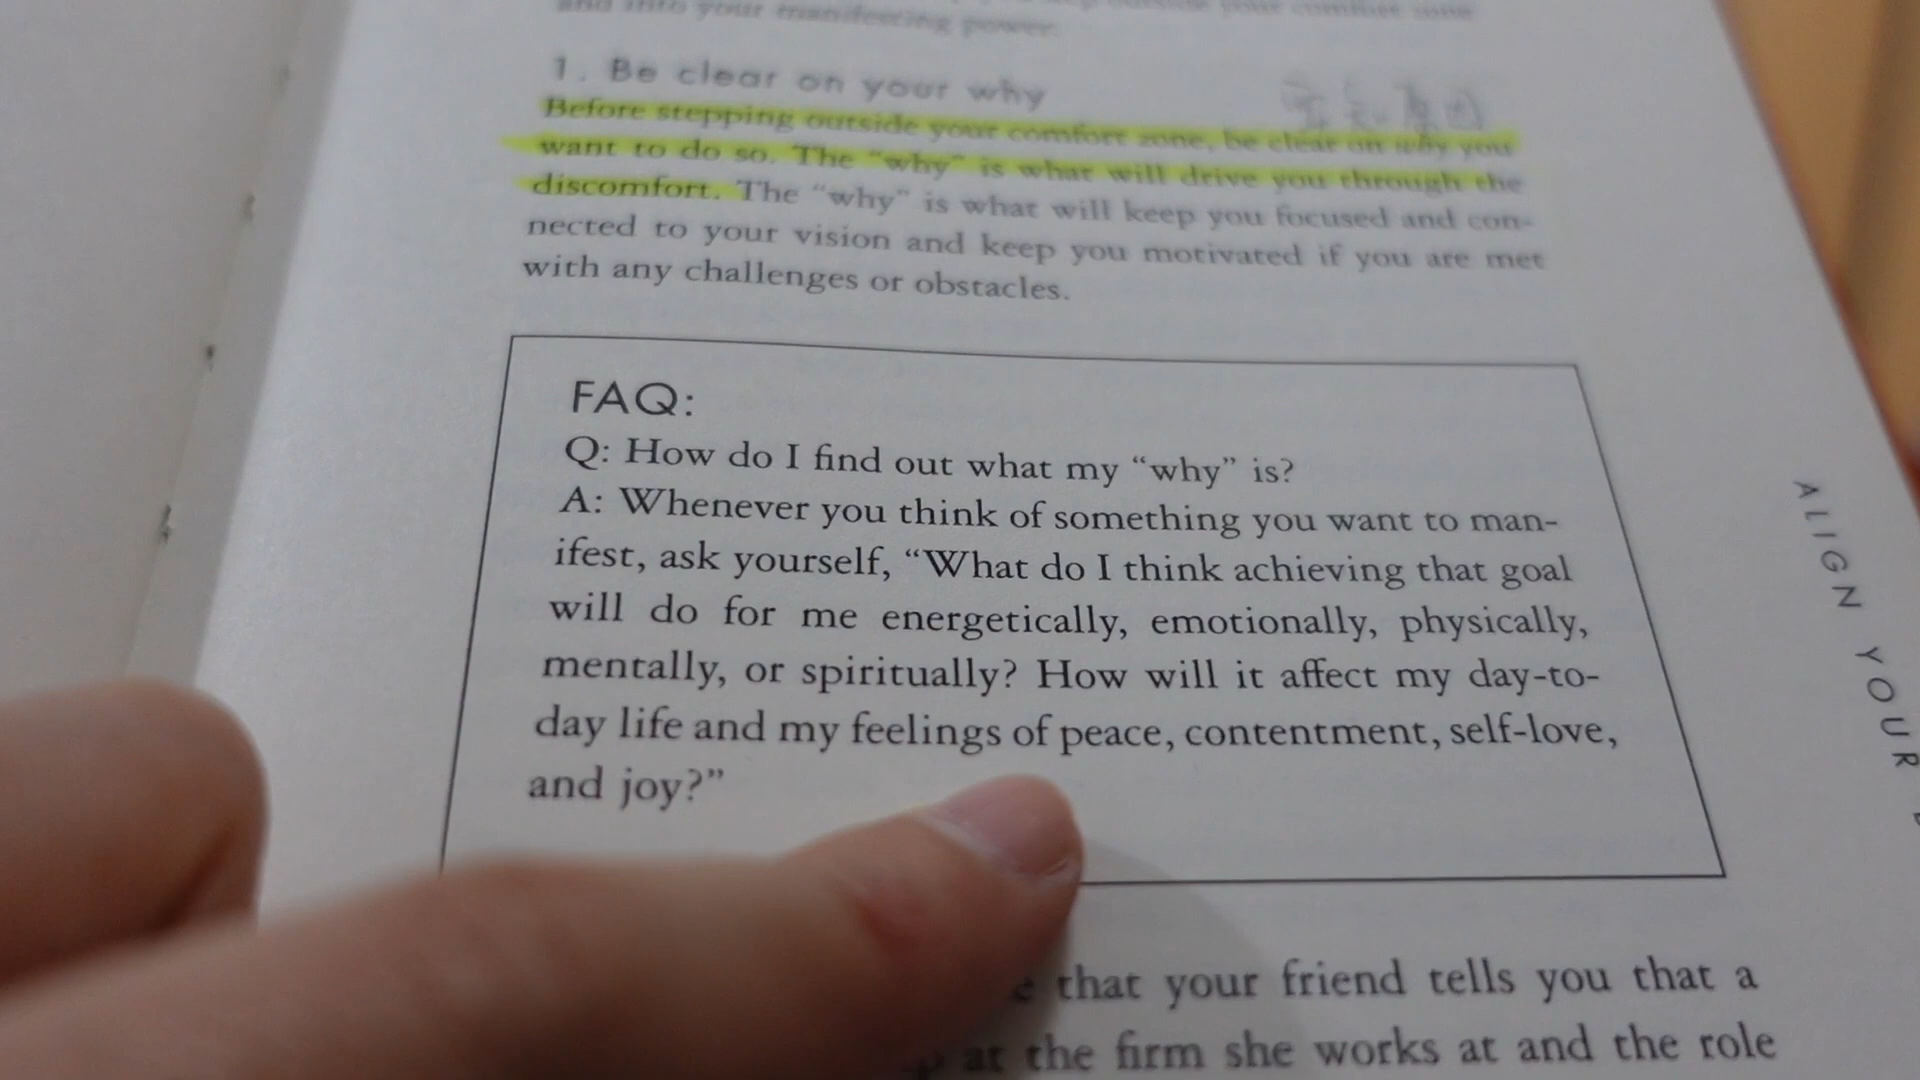 and into your manifesting power.
1. Be clear on your why
Before stepping outside your comfort zone, be clear on why you
want to do so. The “why” is what will drive you through the
discomfort. The “why” is what will keep you focused and con-
nected to your vision and keep you motivated if you are met
with any challenges or obstacles.
FAQ:
Q: How do I find out what my “why” is?
A: Whenever you think of something you want to man-
ifest, ask yourself, “What do I think achieving that goal
will do for me energetically, emotionally, physically,
mentally, or spiritually? How will it affect my day-to-
day life and my feelings of peace, contentment, self-love,
and joy?”
that your friend tells you that a
at the firm she works at and the role
ALIGN YOUR